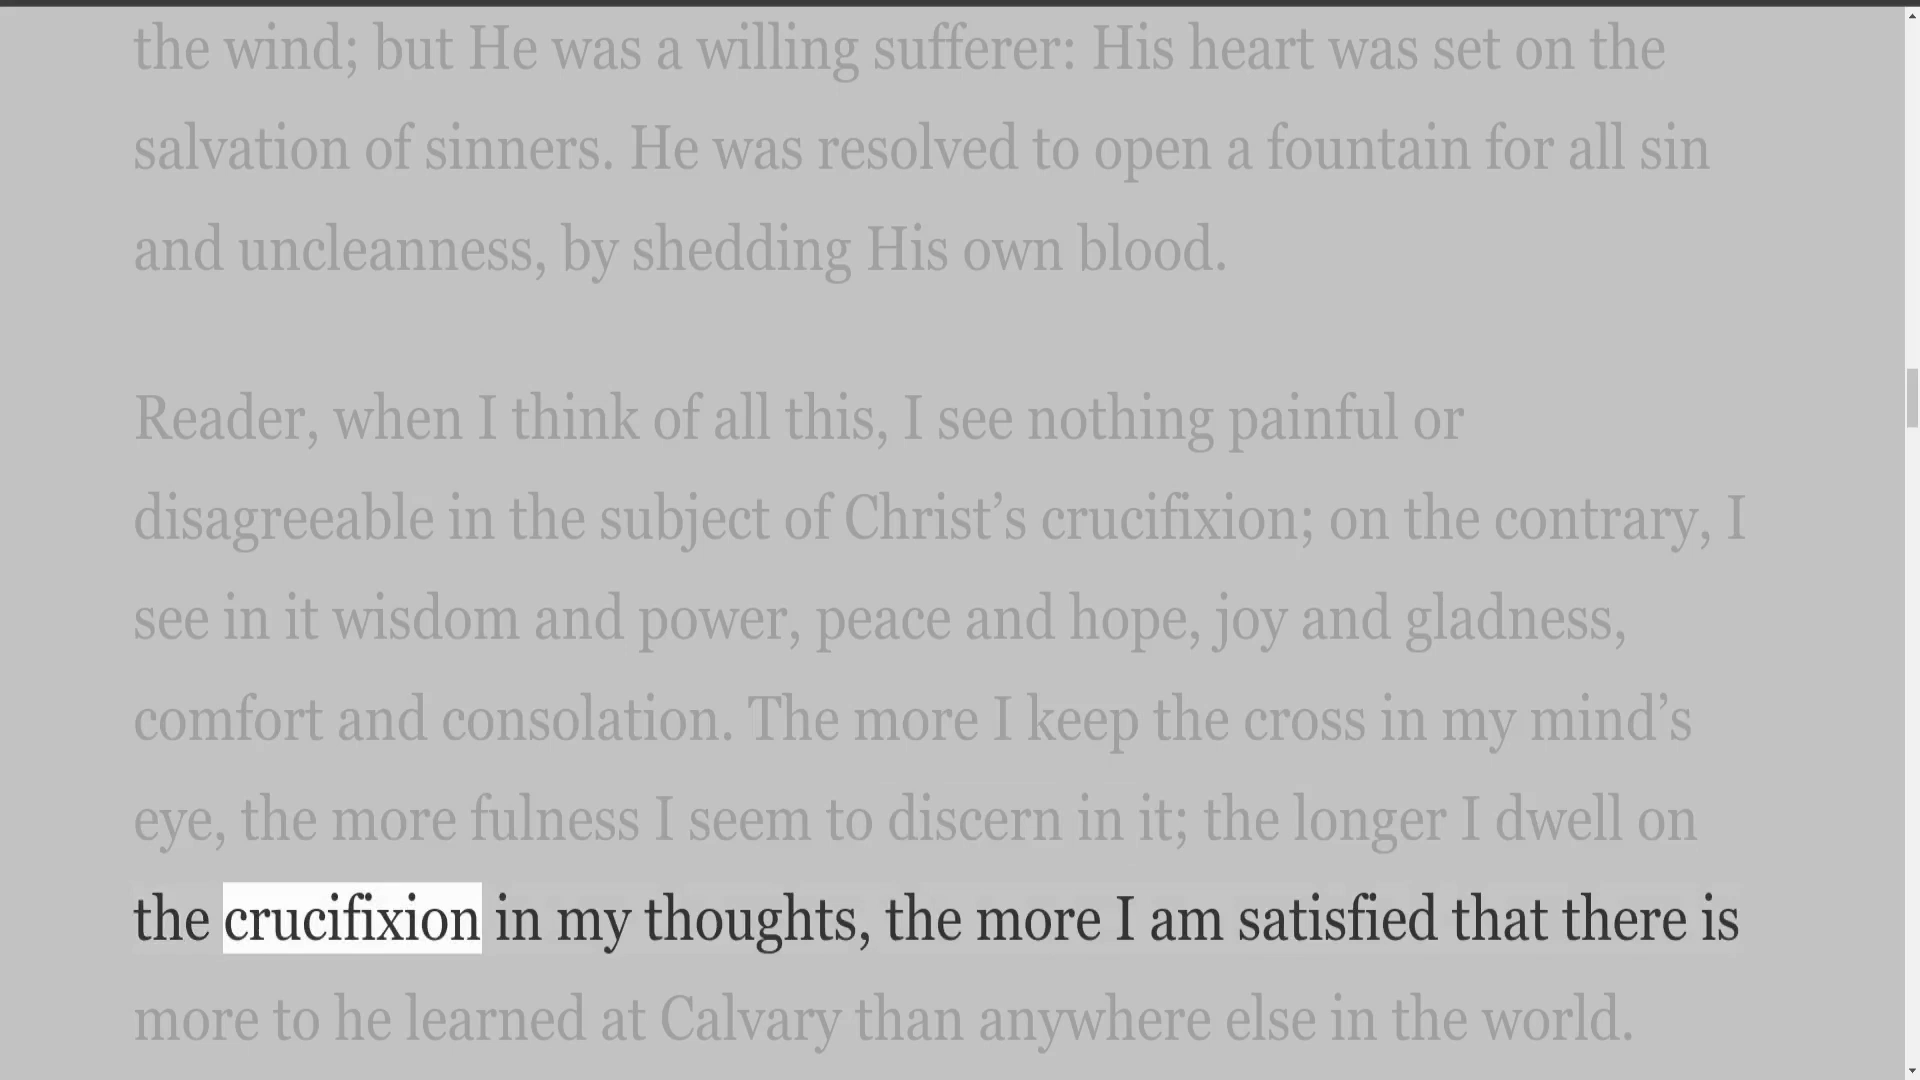 the wind; but He was a willing sufferer: His heart was set on the
salvation of sinners. He was resolved to open a fountain for all sin
and uncleanness, by shedding His own blood.
Reader, when I think of all this, I see nothing painful or
disagreeable in the subject of Christ’s crucifixion; on the contrary, I
see in it wisdom and power, peace and hope, joy and gladness,
comfort and consolation. The more I keep the cross in my mind’s
eye, the more fulness I seem to discern in it; the longer I dwell on
the crucifixion in my thoughts, the more I am satisfied that there is
more to he learned at Calvary than anywhere else in the world.